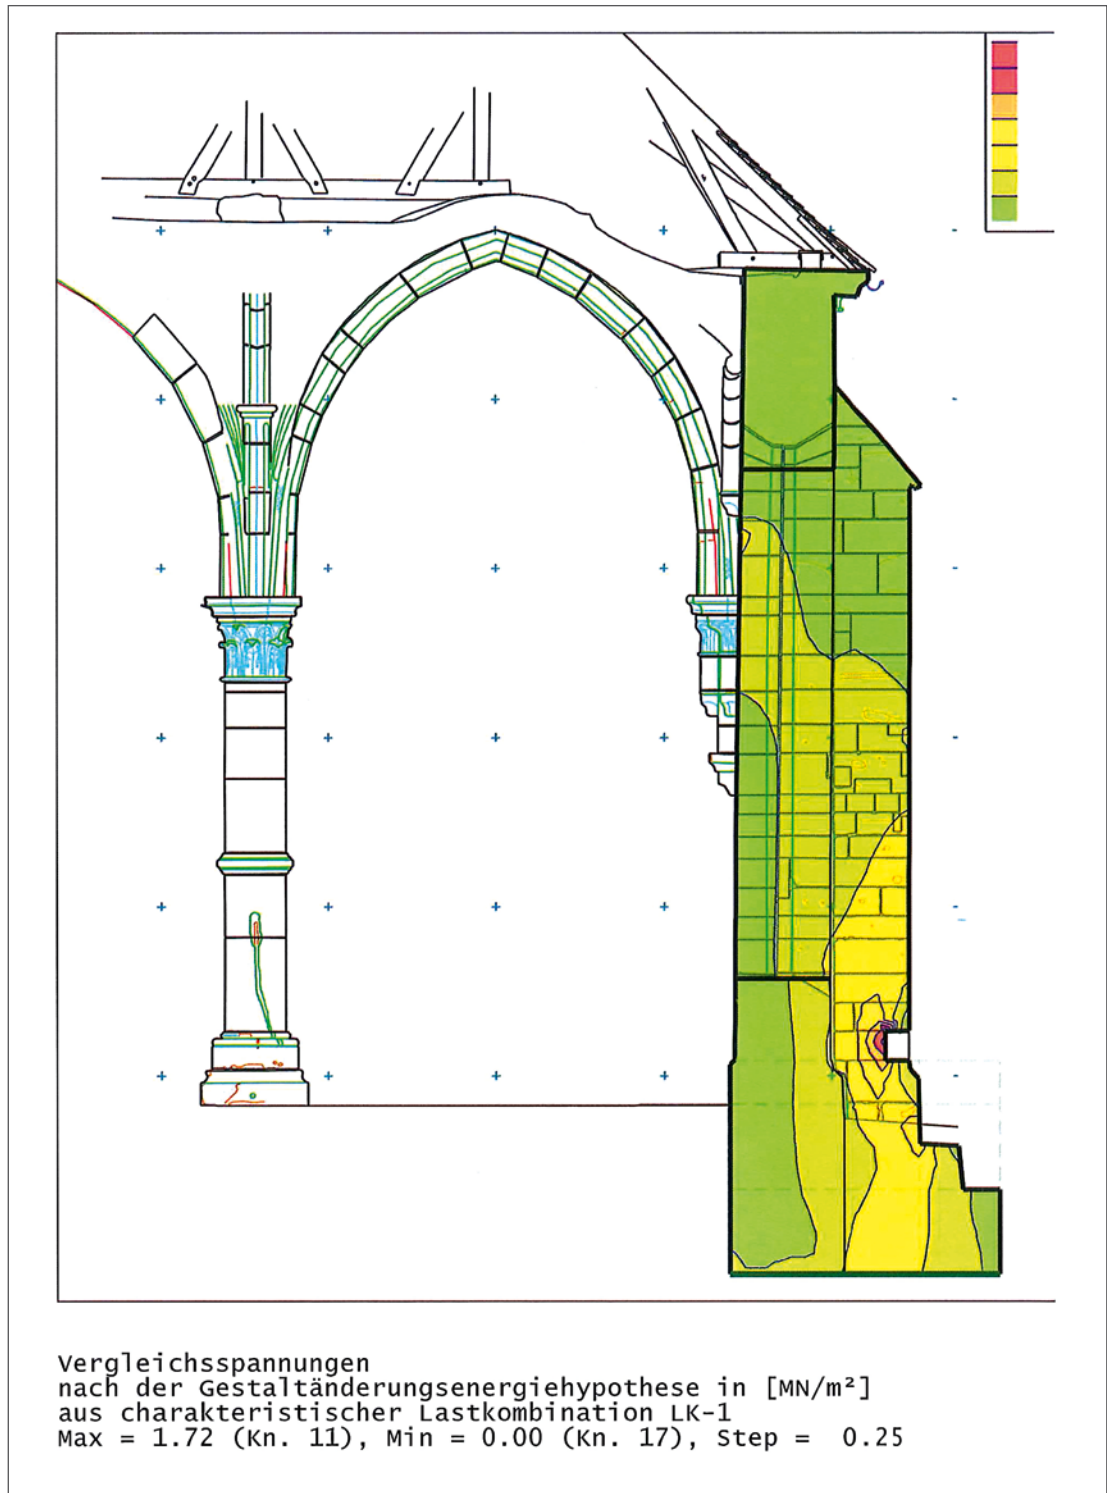 Vergleichsspannungen
nach der Gestaltänderungsenergiehypothese in [MN/m²]
aus charakteristischer Lastkombination LK-1
Max = 1.72 (Kn. 11), Min = 0.00 (Kn. 17), Step = 0.25